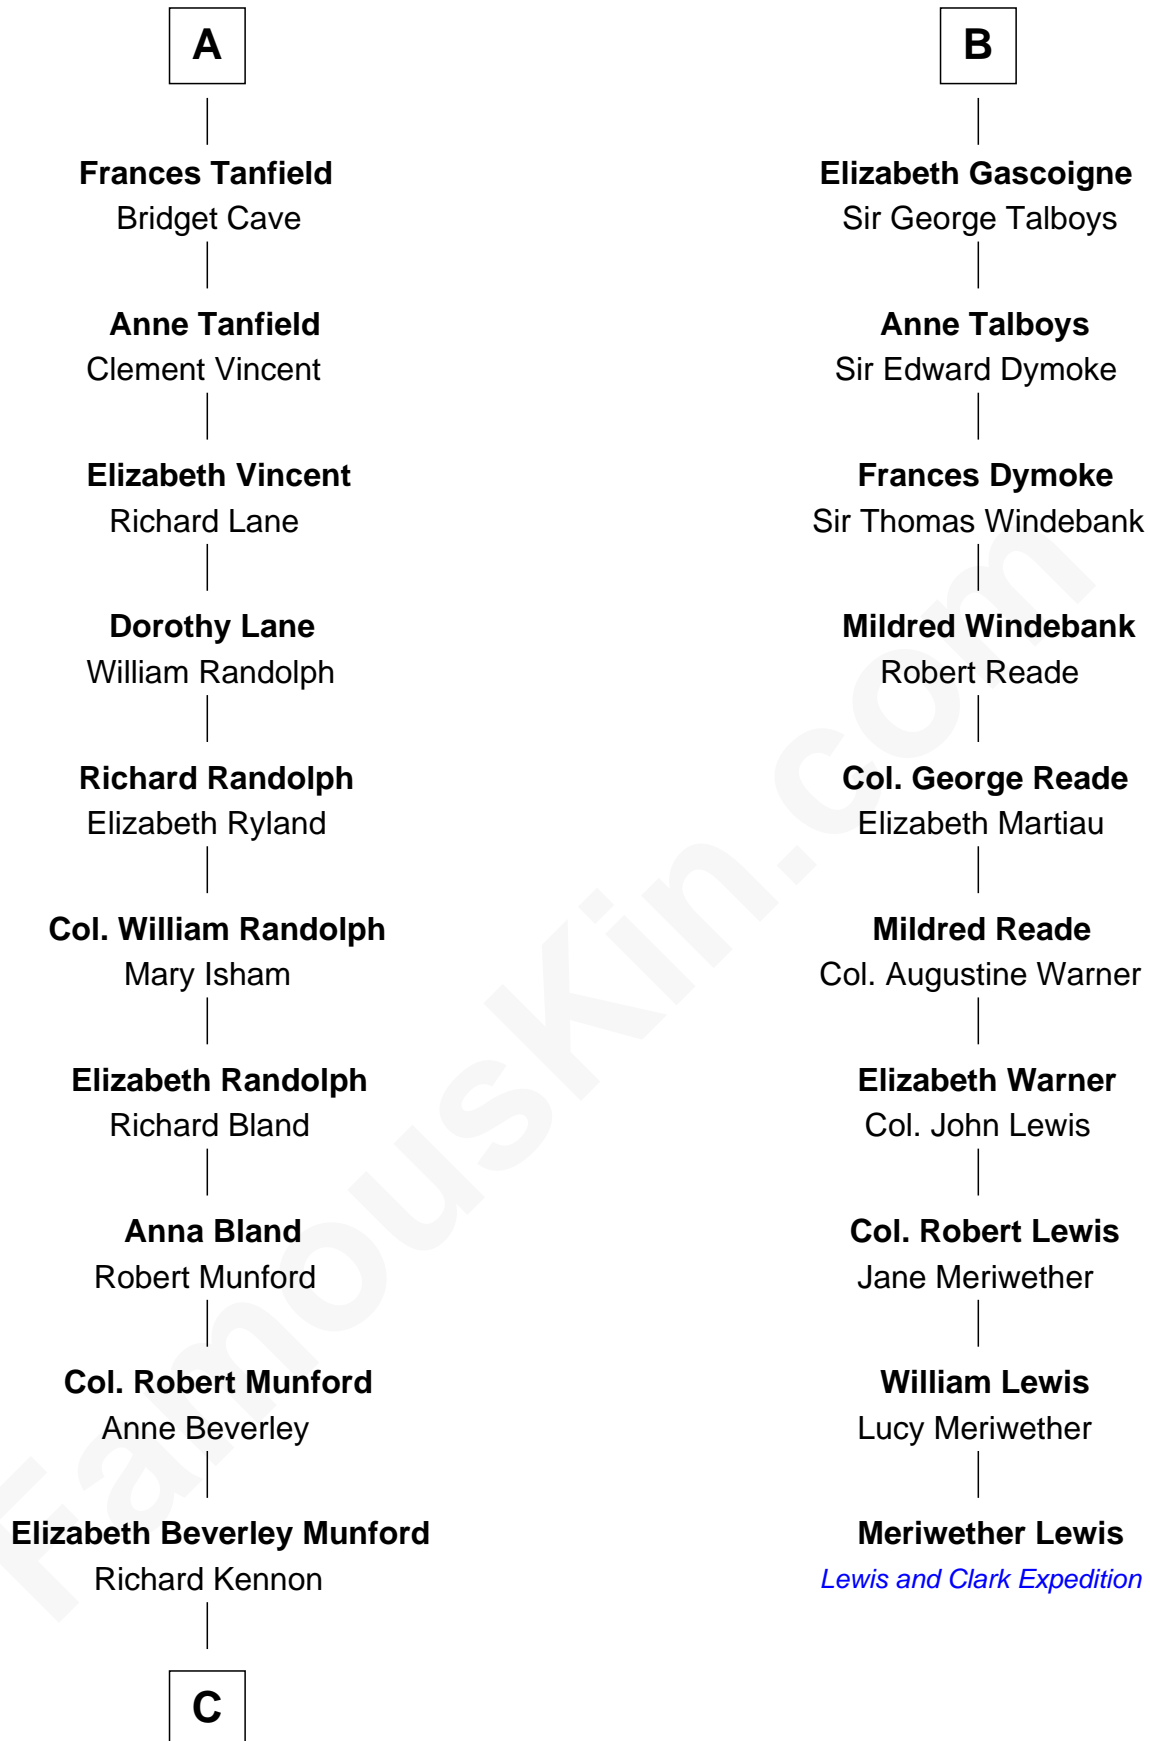 A
Frances Tanfield
Bridget Cave
Anne Tanfield
Clement Vincent
Elizabeth Vincent
Richard Lane
Dorothy Lane
William Randolph
Richard Randolph
Elizabeth Ryland
Col. William Randolph
Mary Isham
Elizabeth Randolph
Richard Bland
Anna Bland
Robert Munford
Col. Robert Munford
Anne Beverley
Elizabeth Beverley Munford
Richard Kennon
C
B
Elizabeth Gascoigne
Sir George Talboys
Anne Talboys
Sir Edward Dymoke
Frances Dymoke
Sir Thomas Windebank
Mildred Windebank
Robert Reade
Col. George Reade
Elizabeth Martiau
Mildred Reade
Col. Augustine Warner
Elizabeth Warner
Col. John Lewis
Col. Robert Lewis
Jane Meriwether
William Lewis
Lucy Meriwether
Meriwether Lewis
Lewis and Clark Expedition
FamousKin.com